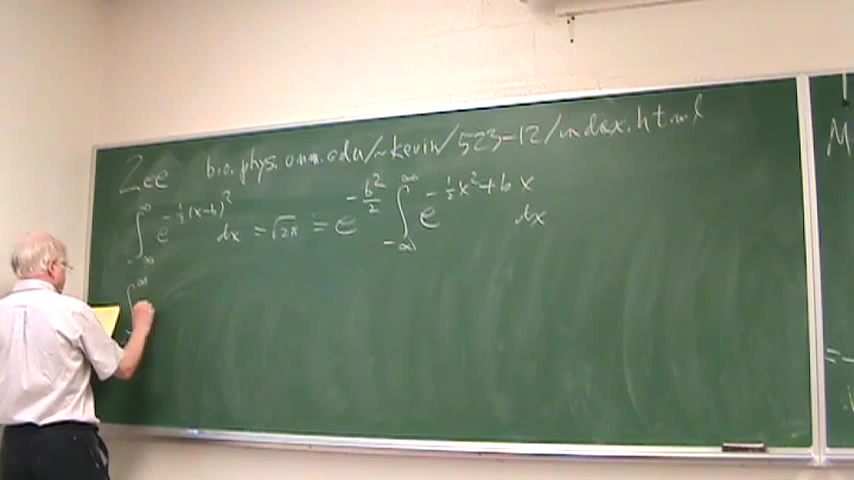 Zee bio.phys.unm.edu/~kevin/523-12/index.html
∫_{-∞}^{∞} e^{-½(x-b)²} dx = √2π = e^{-b²/2} ∫_{-∞}^{∞} e^{-½x²+bx} dx
∫^{∞}
M
=-